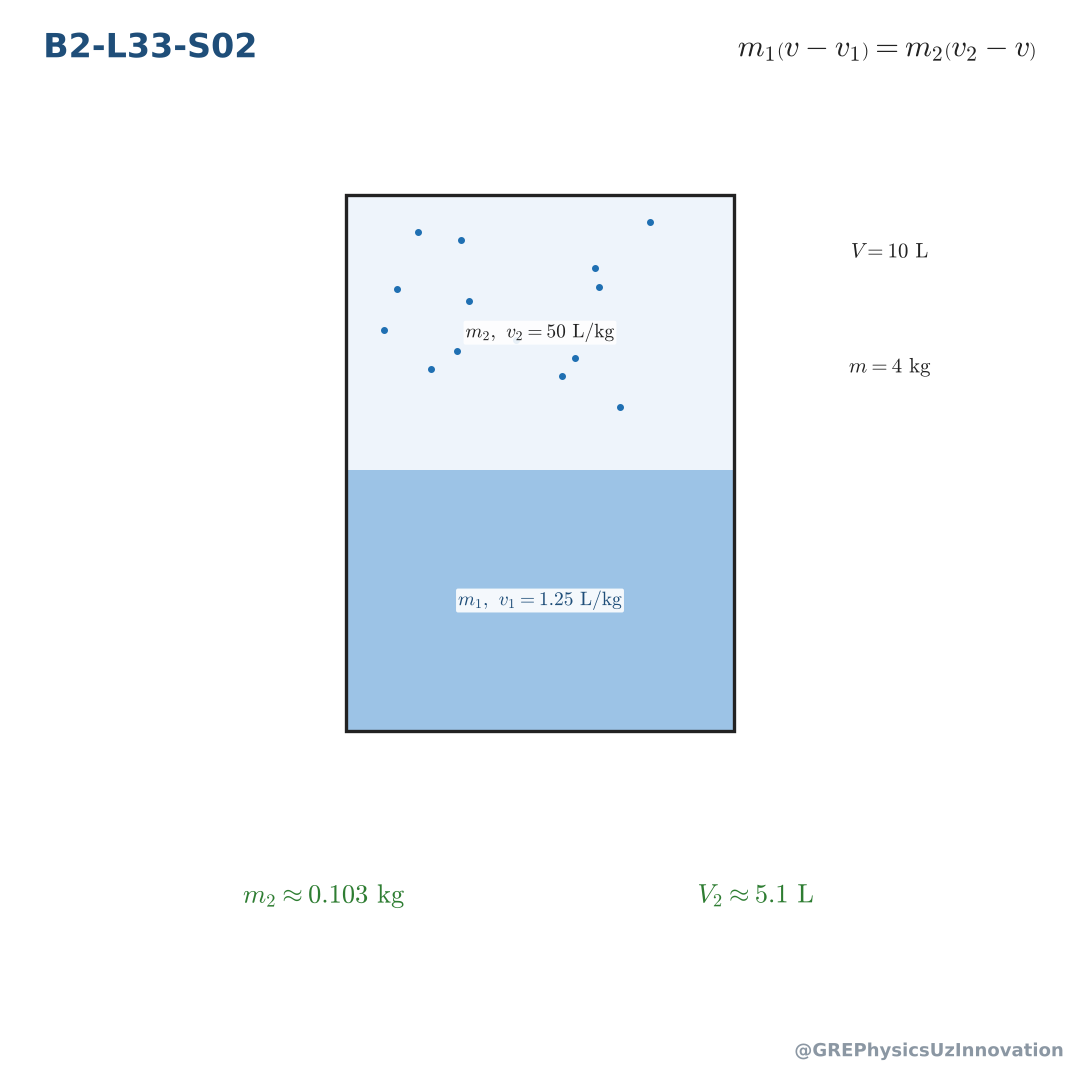 B2-L33-S02
m₁(v − v₁) = m₂(v₂ − v)
V = 10 L
m₂, v₂ = 50 L/kg
m = 4 kg
m₁, v₁ = 1.25 L/kg
m₂ ≈ 0.103 kg
V₂ ≈ 5.1 L
@GREPhysicsUzInnovation